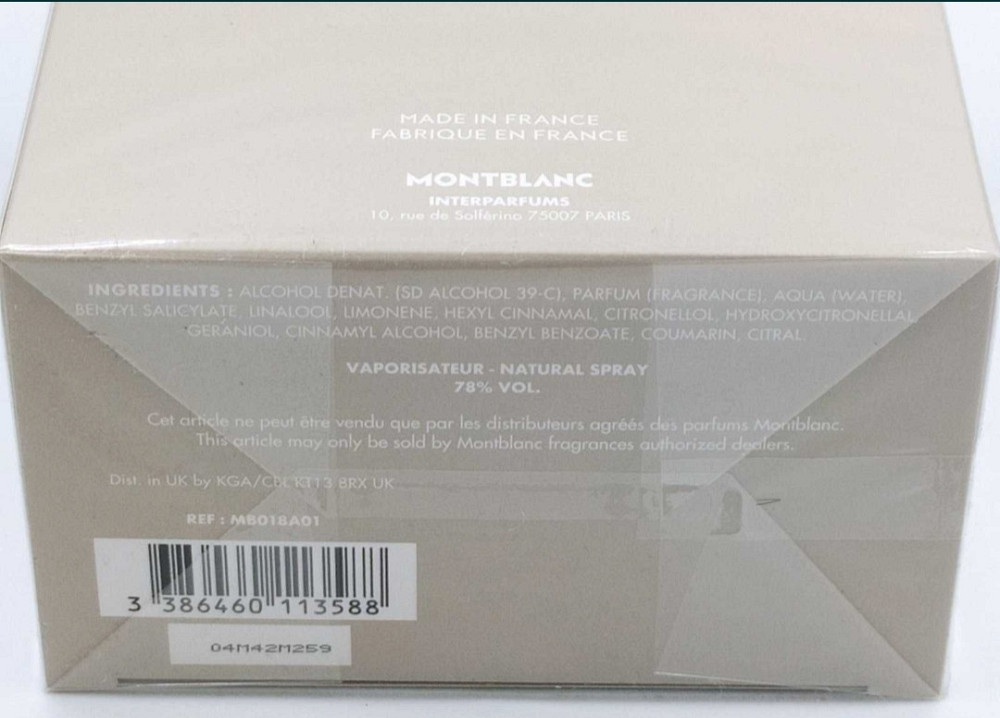 MADE IN FRANCE
FABRIQUE EN FRANCE
MONTBLANC
INTERPARFUMS
10, rue de Solférino 75007 PARIS
INGREDIENTS : ALCOHOL DENAT. (SD ALCOHOL 39-C), PARFUM (FRAGRANCE), AQUA (WATER),
BENZYL SALICYLATE, LINALOOL, LIMONENE, HEXYL CINNAMAL, CITRONELLOL, HYDROXYCITRONELLAL,
GERANIOL, CINNAMYL ALCOHOL, BENZYL BENZOATE, COUMARIN, CITRAL.
VAPORISATEUR - NATURAL SPRAY
78% VOL.
Cet article ne peut être vendu que par les distributeurs agréés des parfums Montblanc.
This article may only be sold by Montblanc fragrances authorized dealers.
Dist. in UK by KT13 8RX UK
REF : MB018A01
3 386460 113588
04M42M259